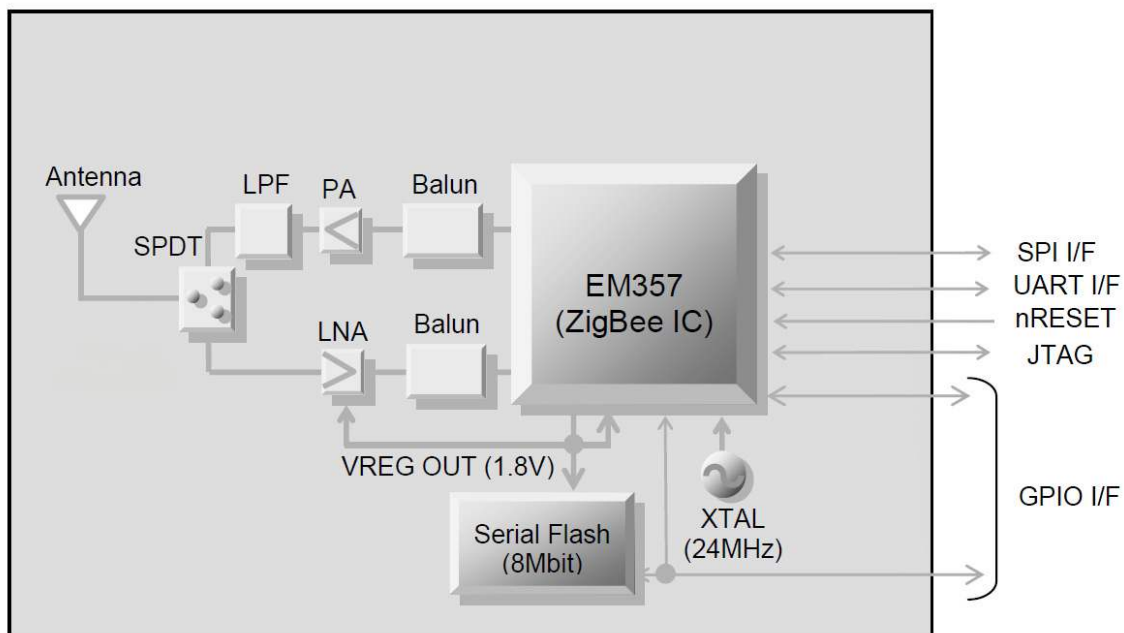 Antenna
SPDT
LPF
PA
Balun
LNA
Balun
EM357
(ZigBee IC)
VREG OUT (1.8V)
Serial Flash
(8Mbit)
XTAL
(24MHz)
SPI I/F
UART I/F
nRESET
JTAG
GPIO I/F